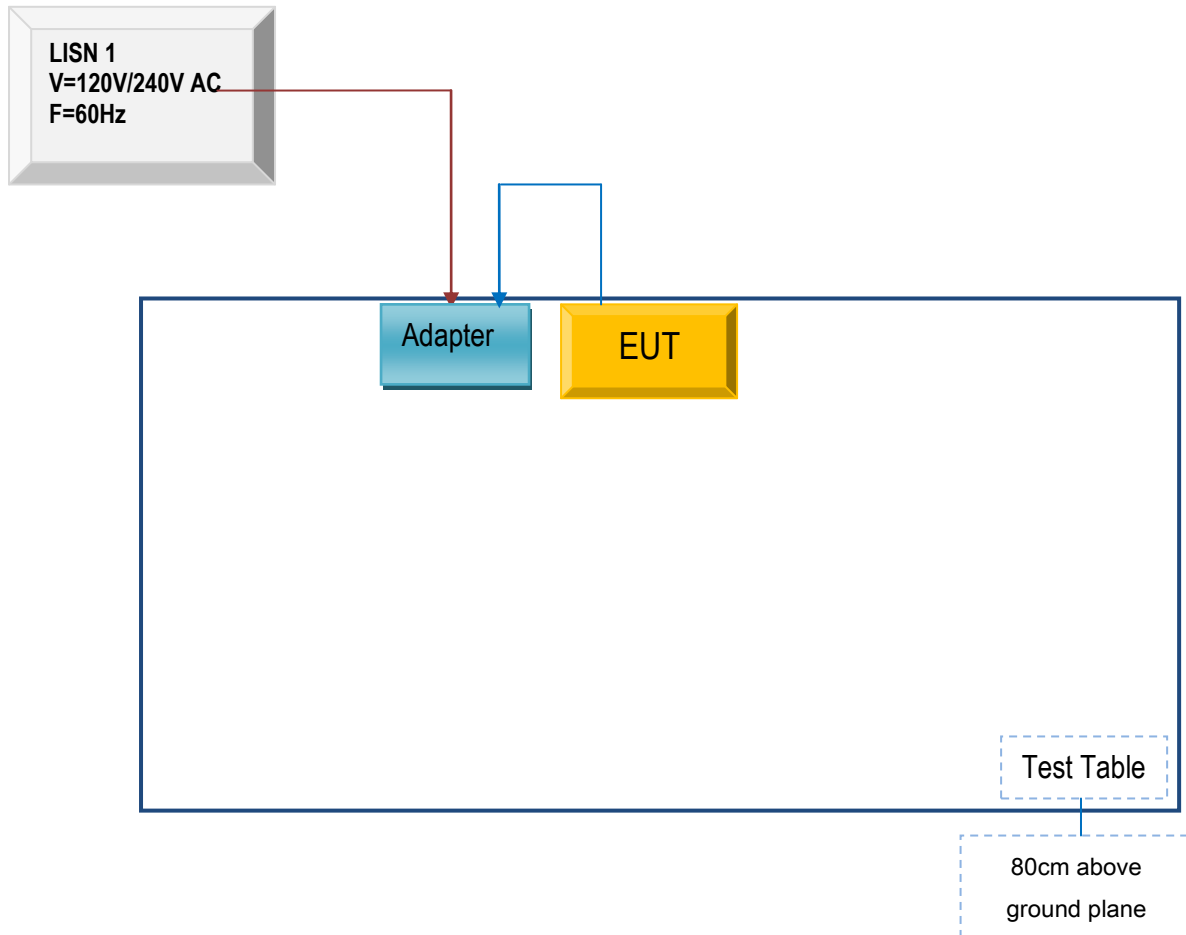 LISN 1
V=120V/240V AC
F=60Hz
Adapter
EUT
Test Table
80cm above
ground plane